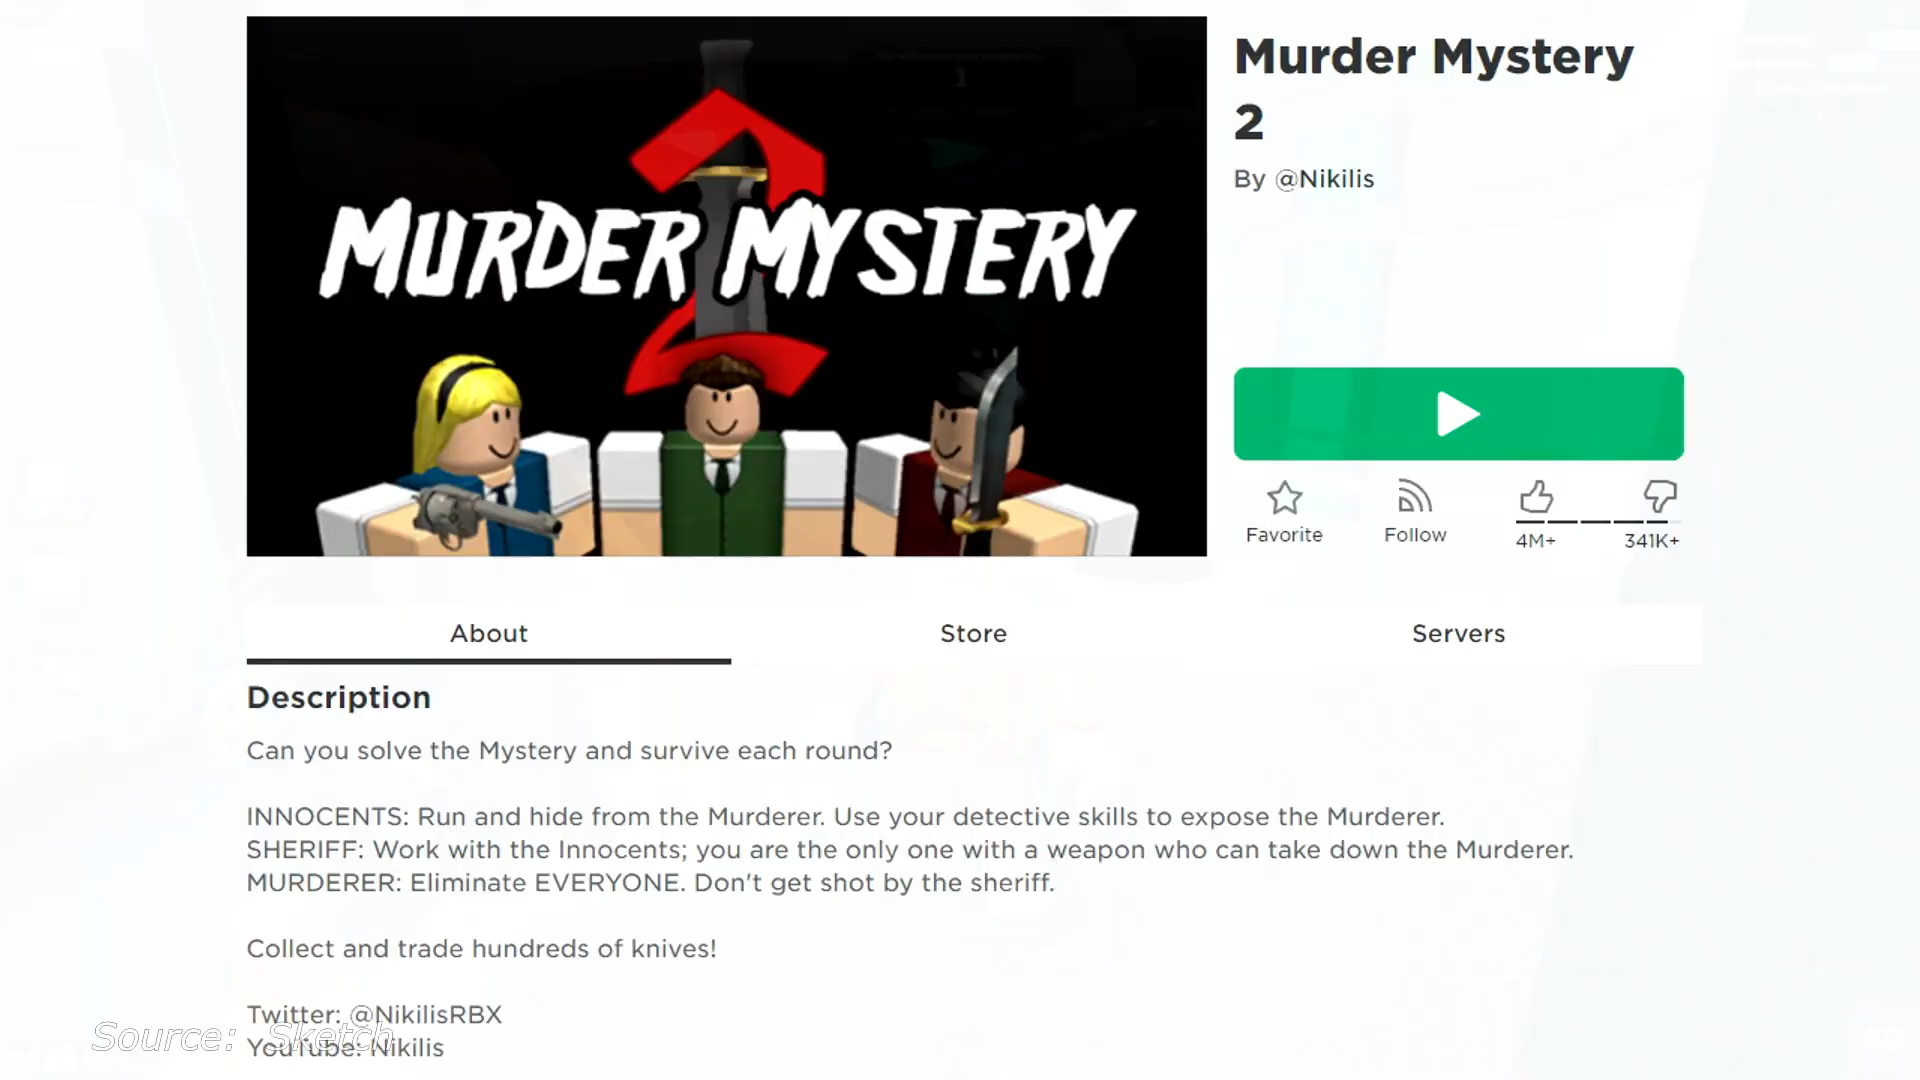 MURDER MYSTERY
2
Murder Mystery
2
By @Nikilis
Favorite
Follow
4M+
341K+
About
Store
Servers
Description
Can you solve the Mystery and survive each round?
INNOCENTS: Run and hide from the Murderer. Use your detective skills to expose the Murderer.
SHERIFF: Work with the Innocents; you are the only one with a weapon who can take down the Murderer.
MURDERER: Eliminate EVERYONE. Don't get shot by the sheriff.
Collect and trade hundreds of knives!
Twitter: @NikilisRBX
Source: Sketch
YouTube: Nikilis